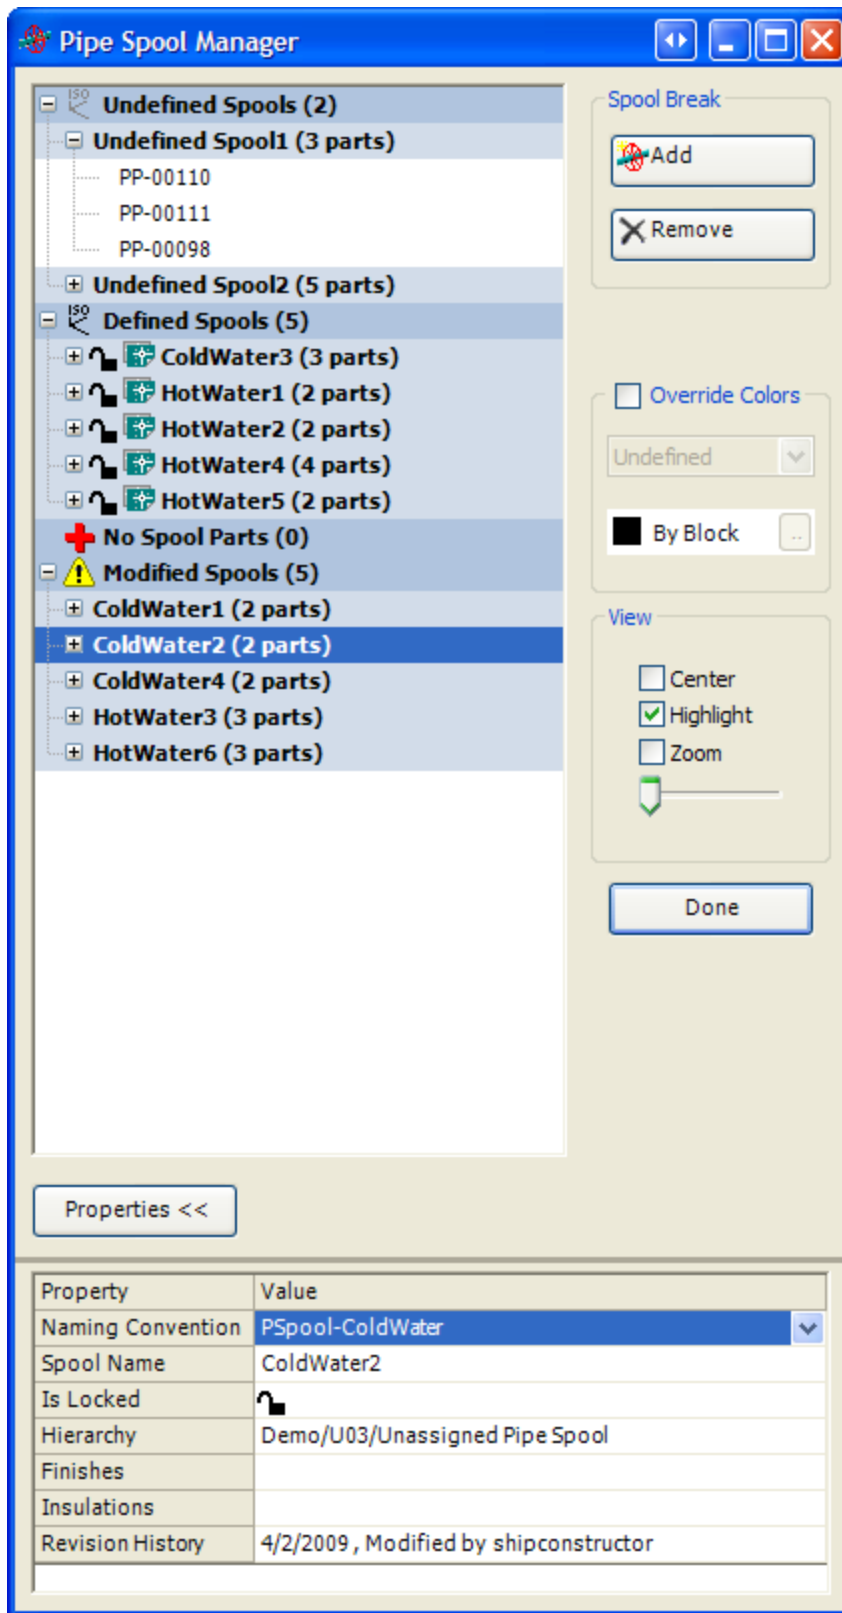 Pipe Spool Manager
ISO Undefined Spools (2)
Undefined Spool1 (3 parts)
PP-00110
PP-00111
PP-00098
Undefined Spool2 (5 parts)
ISO Defined Spools (5)
ColdWater3 (3 parts)
HotWater1 (2 parts)
HotWater2 (2 parts)
HotWater4 (4 parts)
HotWater5 (2 parts)
No Spool Parts (0)
Modified Spools (5)
ColdWater1 (2 parts)
ColdWater2 (2 parts)
ColdWater4 (2 parts)
HotWater3 (3 parts)
HotWater6 (3 parts)
Spool Break
Add
Remove
Override Colors
Undefined
By Block ..
View
Center
Highlight
Zoom
Done
Properties <<
Property Value
Naming Convention PSpool-ColdWater
Spool Name ColdWater2
Is Locked
Hierarchy Demo/U03/Unassigned Pipe Spool
Finishes
Insulations
Revision History 4/2/2009 , Modified by shipconstructor